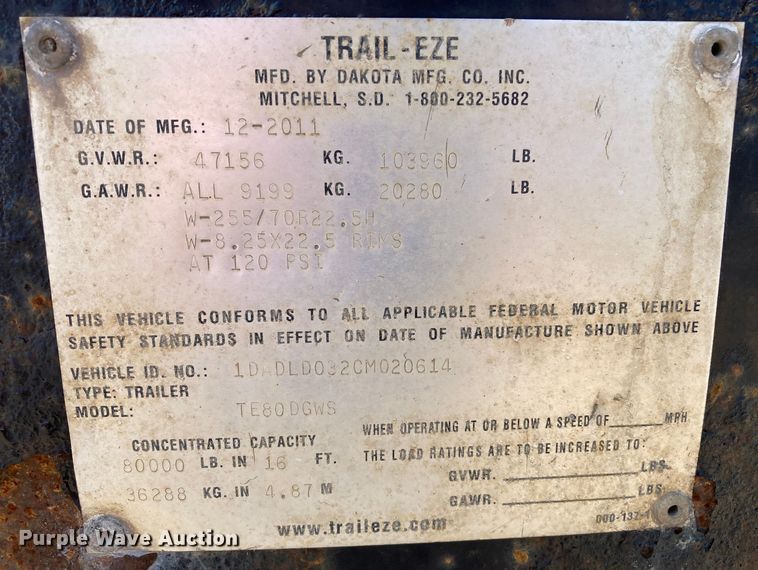 TRAIL-EZE
MFD. BY DAKOTA MFG. CO. INC.
MITCHELL, S.D. 1-800-232-5682
DATE OF MFG.: 12-2011
G.V.W.R.: 47156 KG. 103960 LB.
G.A.W.R.: ALL 9199 KG. 20280 LB.
W-255/70R22.5H
W-8.25X22.5 RIMS
AT 120 PSI
THIS VEHICLE CONFORMS TO ALL APPLICABLE FEDERAL MOTOR VEHICLE
SAFETY STANDARDS IN EFFECT ON DATE OF MANUFACTURE SHOWN ABOVE
VEHICLE ID. NO.:
TYPE: TRAILER
MODEL: TE80DGWS
CONCENTRATED CAPACITY
80000 LB. IN 16 FT.
36288 KG. IN 4.87 M
WHEN OPERATING AT OR BELOW A SPEED OF ______ MPH
THE LOAD RATINGS ARE TO BE INCREASED TO:
GVWR. ______ LBS.
GAWR. ______ LBS.
www.traileze.com
Purple Wave Auction